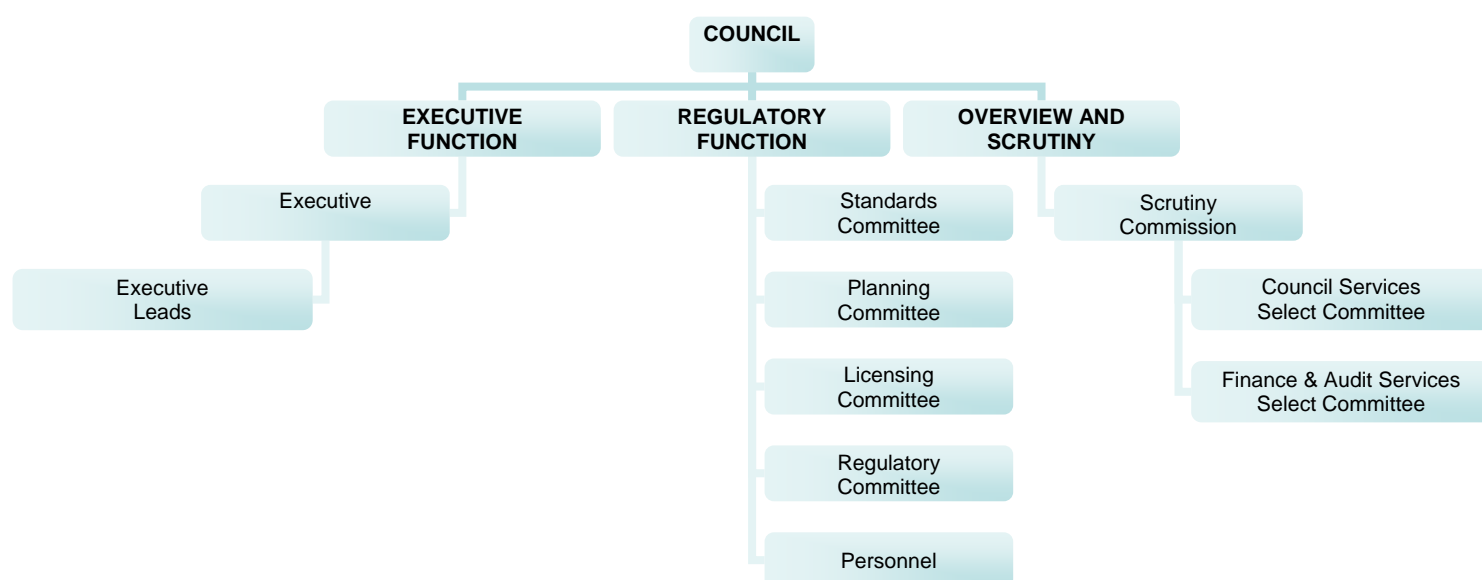 COUNCIL
EXECUTIVE
FUNCTION
REGULATORY
FUNCTION
OVERVIEW AND
SCRUTINY
Executive
Executive
Leads
Standards
Committee
Planning
Committee
Licensing
Committee
Regulatory
Committee
Personnel
Scrutiny
Commission
Council Services
Select Committee
Finance & Audit Services
Select Committee